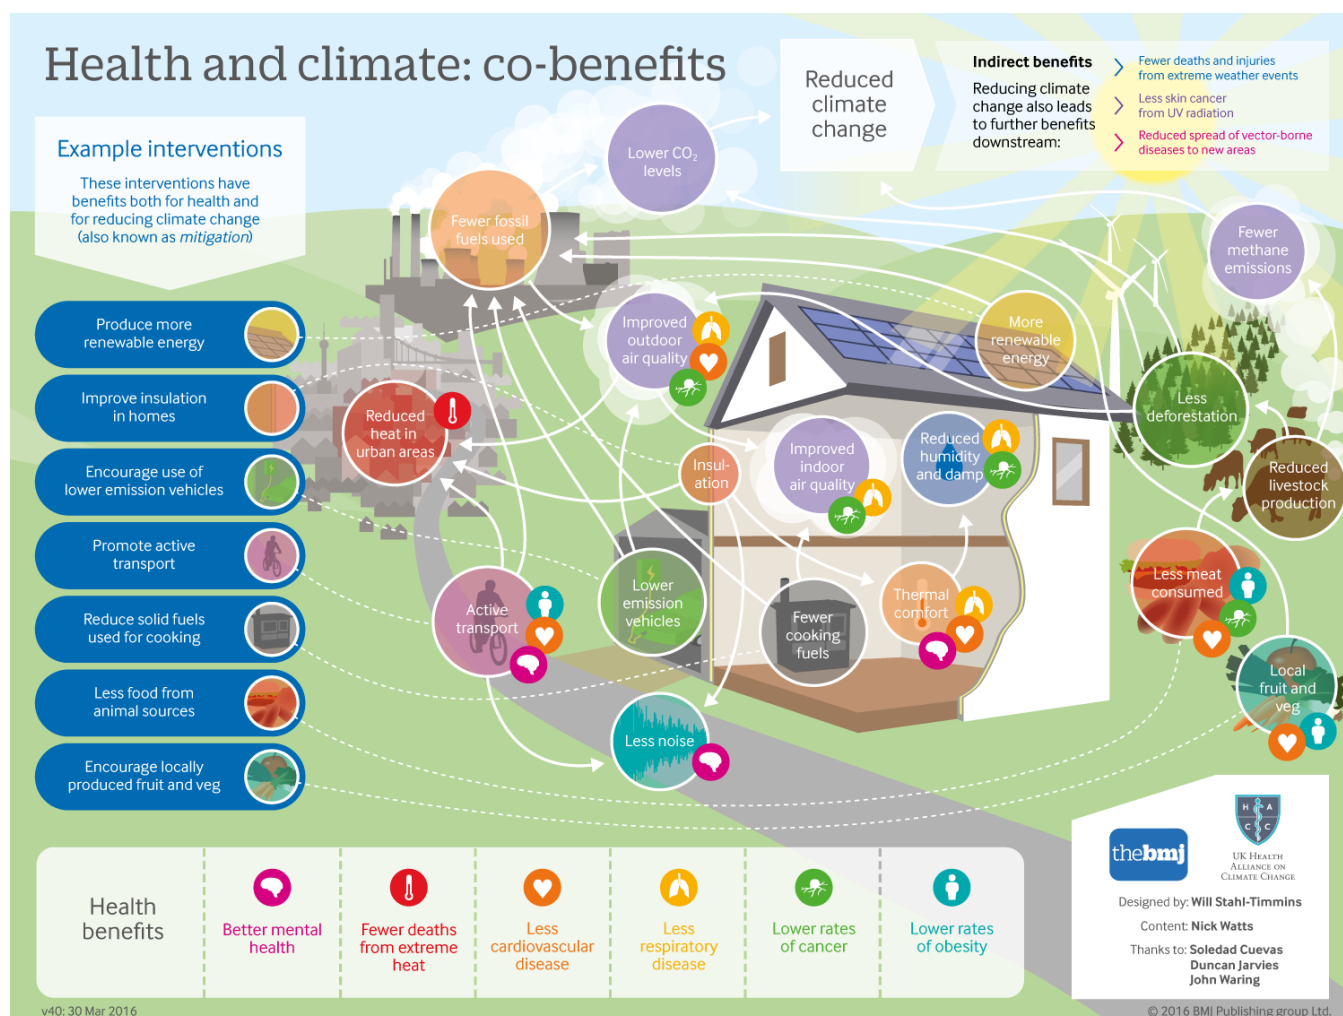 Health and climate: co-benefits
Reduced
climate
change
Indirect benefits
Reducing climate
change also leads
to further benefits
downstream:
Fewer deaths and injuries
from extreme weather events
Less skin cancer
from UV radiation
Reduced spread of vector-borne
diseases to new areas
Example interventions
These interventions have
benefits both for health and
for reducing climate change
(also known as mitigation)
Produce more
renewable energy
Improve insulation
in homes
Encourage use of
lower emission vehicles
Promote active
transport
Reduce solid fuels
used for cooking
Less food from
animal sources
Encourage locally
produced fruit and veg
Lower CO₂
levels
Fewer fossil
fuels used
Fewer
methane
emissions
Improved
outdoor
air quality
More
renewable
energy
Reduced
heat in
urban areas
Less
deforestation
Insul-
ation
Improved
indoor
air quality
Reduced
humidity
and damp
Reduced
livestock
production
Active
transport
Lower
emission
vehicles
Fewer
cooking
fuels
Thermal
comfort
Less meat
consumed
Local
fruit and
veg
Less noise
Health
benefits
Better mental
health
Fewer deaths
from extreme
heat
Less
cardiovascular
disease
Less
respiratory
disease
Lower rates
of cancer
Lower rates
of obesity
thebmj
H A
C C
UK HEALTH
ALLIANCE ON
CLIMATE CHANGE
Designed by: Will Stahl-Timmins
Content: Nick Watts
Thanks to: Soledad Cuevas
Duncan Jarvies
John Waring
v40: 30 Mar 2016
© 2016 BMJ Publishing group Ltd.